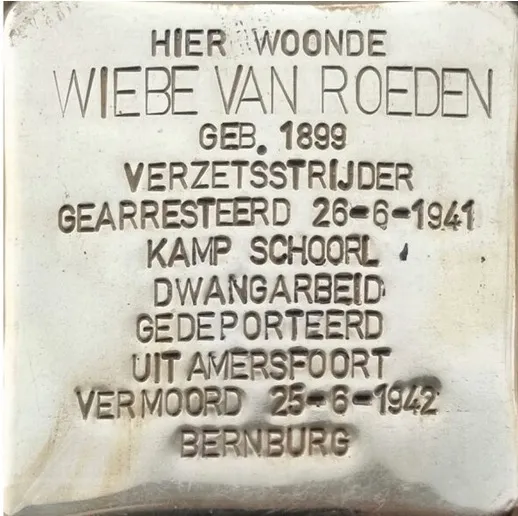 HIER WOONDE
WIEBE VAN ROEDEN
GEB. 1899
VERZETSSTRIJDER
GEARRESTEERD 26-6-1941
KAMP SCHOORL
DWANGARBEID
GEDEPORTEERD
UIT AMERSFOORT
VERMOORD 25-6-1942
BERNBURG